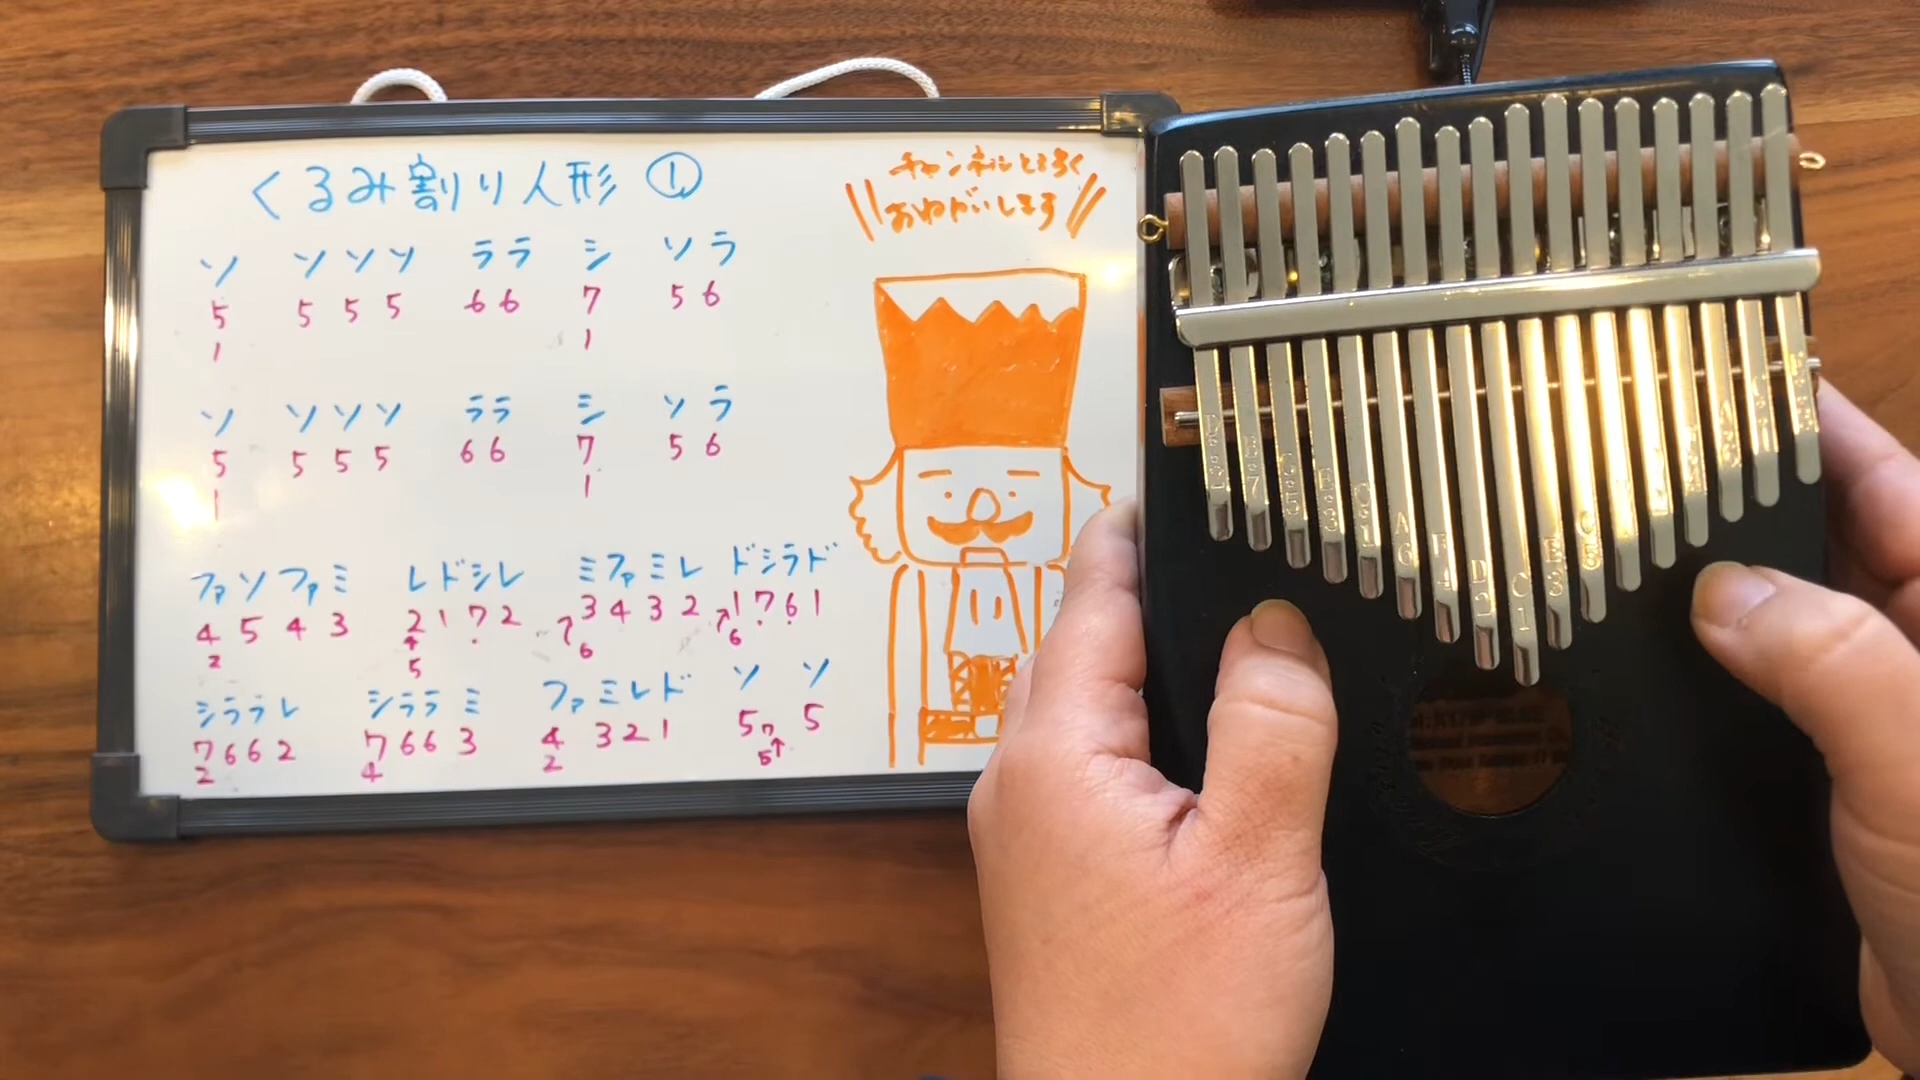 くるみ割り人形 ①
チャンネルとうろく
おねがいします
ソ ソソソ ララ シ ソラ
5 5 5 5 6 6 7 5 6
1 1
ソ ソソソ ララ シ ソラ
5 5 5 5 6 6 7 5 6
1 1
ファソファミ レドシレ ミファミレ ドシラド
4 5 4 3 2 1 7 2 3 4 3 2 1 7 6 1
2 5 6 6
シララレ シララミ ファミレド ソ ソ
7 6 6 2 7 6 6 3 4 3 2 1 5 7 5
2 4 2 5
A 6
F 4
D 2
C 1
E 3
G 5